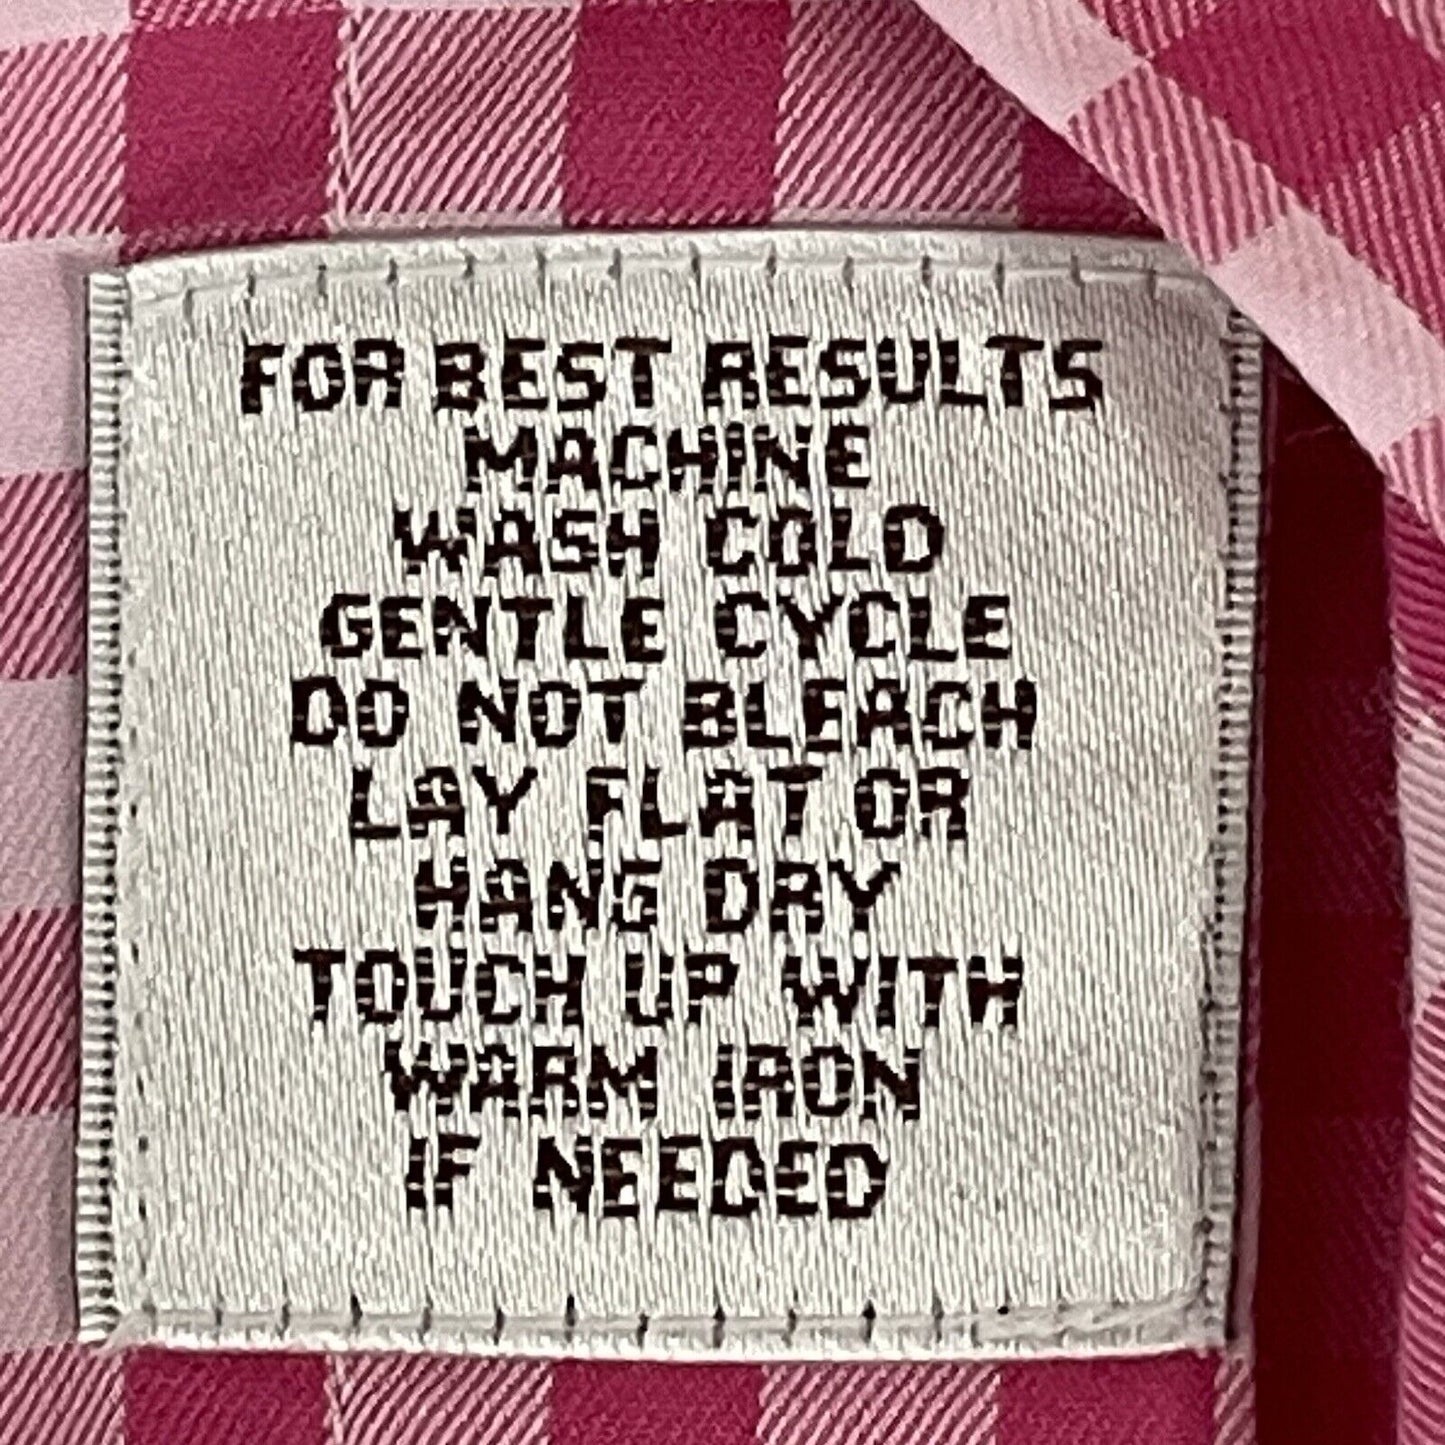 FOR BEST RESULTS
MACHINE
WASH COLD
GENTLE CYCLE
DO NOT BLEACH
LAY FLAT OR
HANG DRY
TOUCH UP WITH
WARM IRON
IF NEEDED